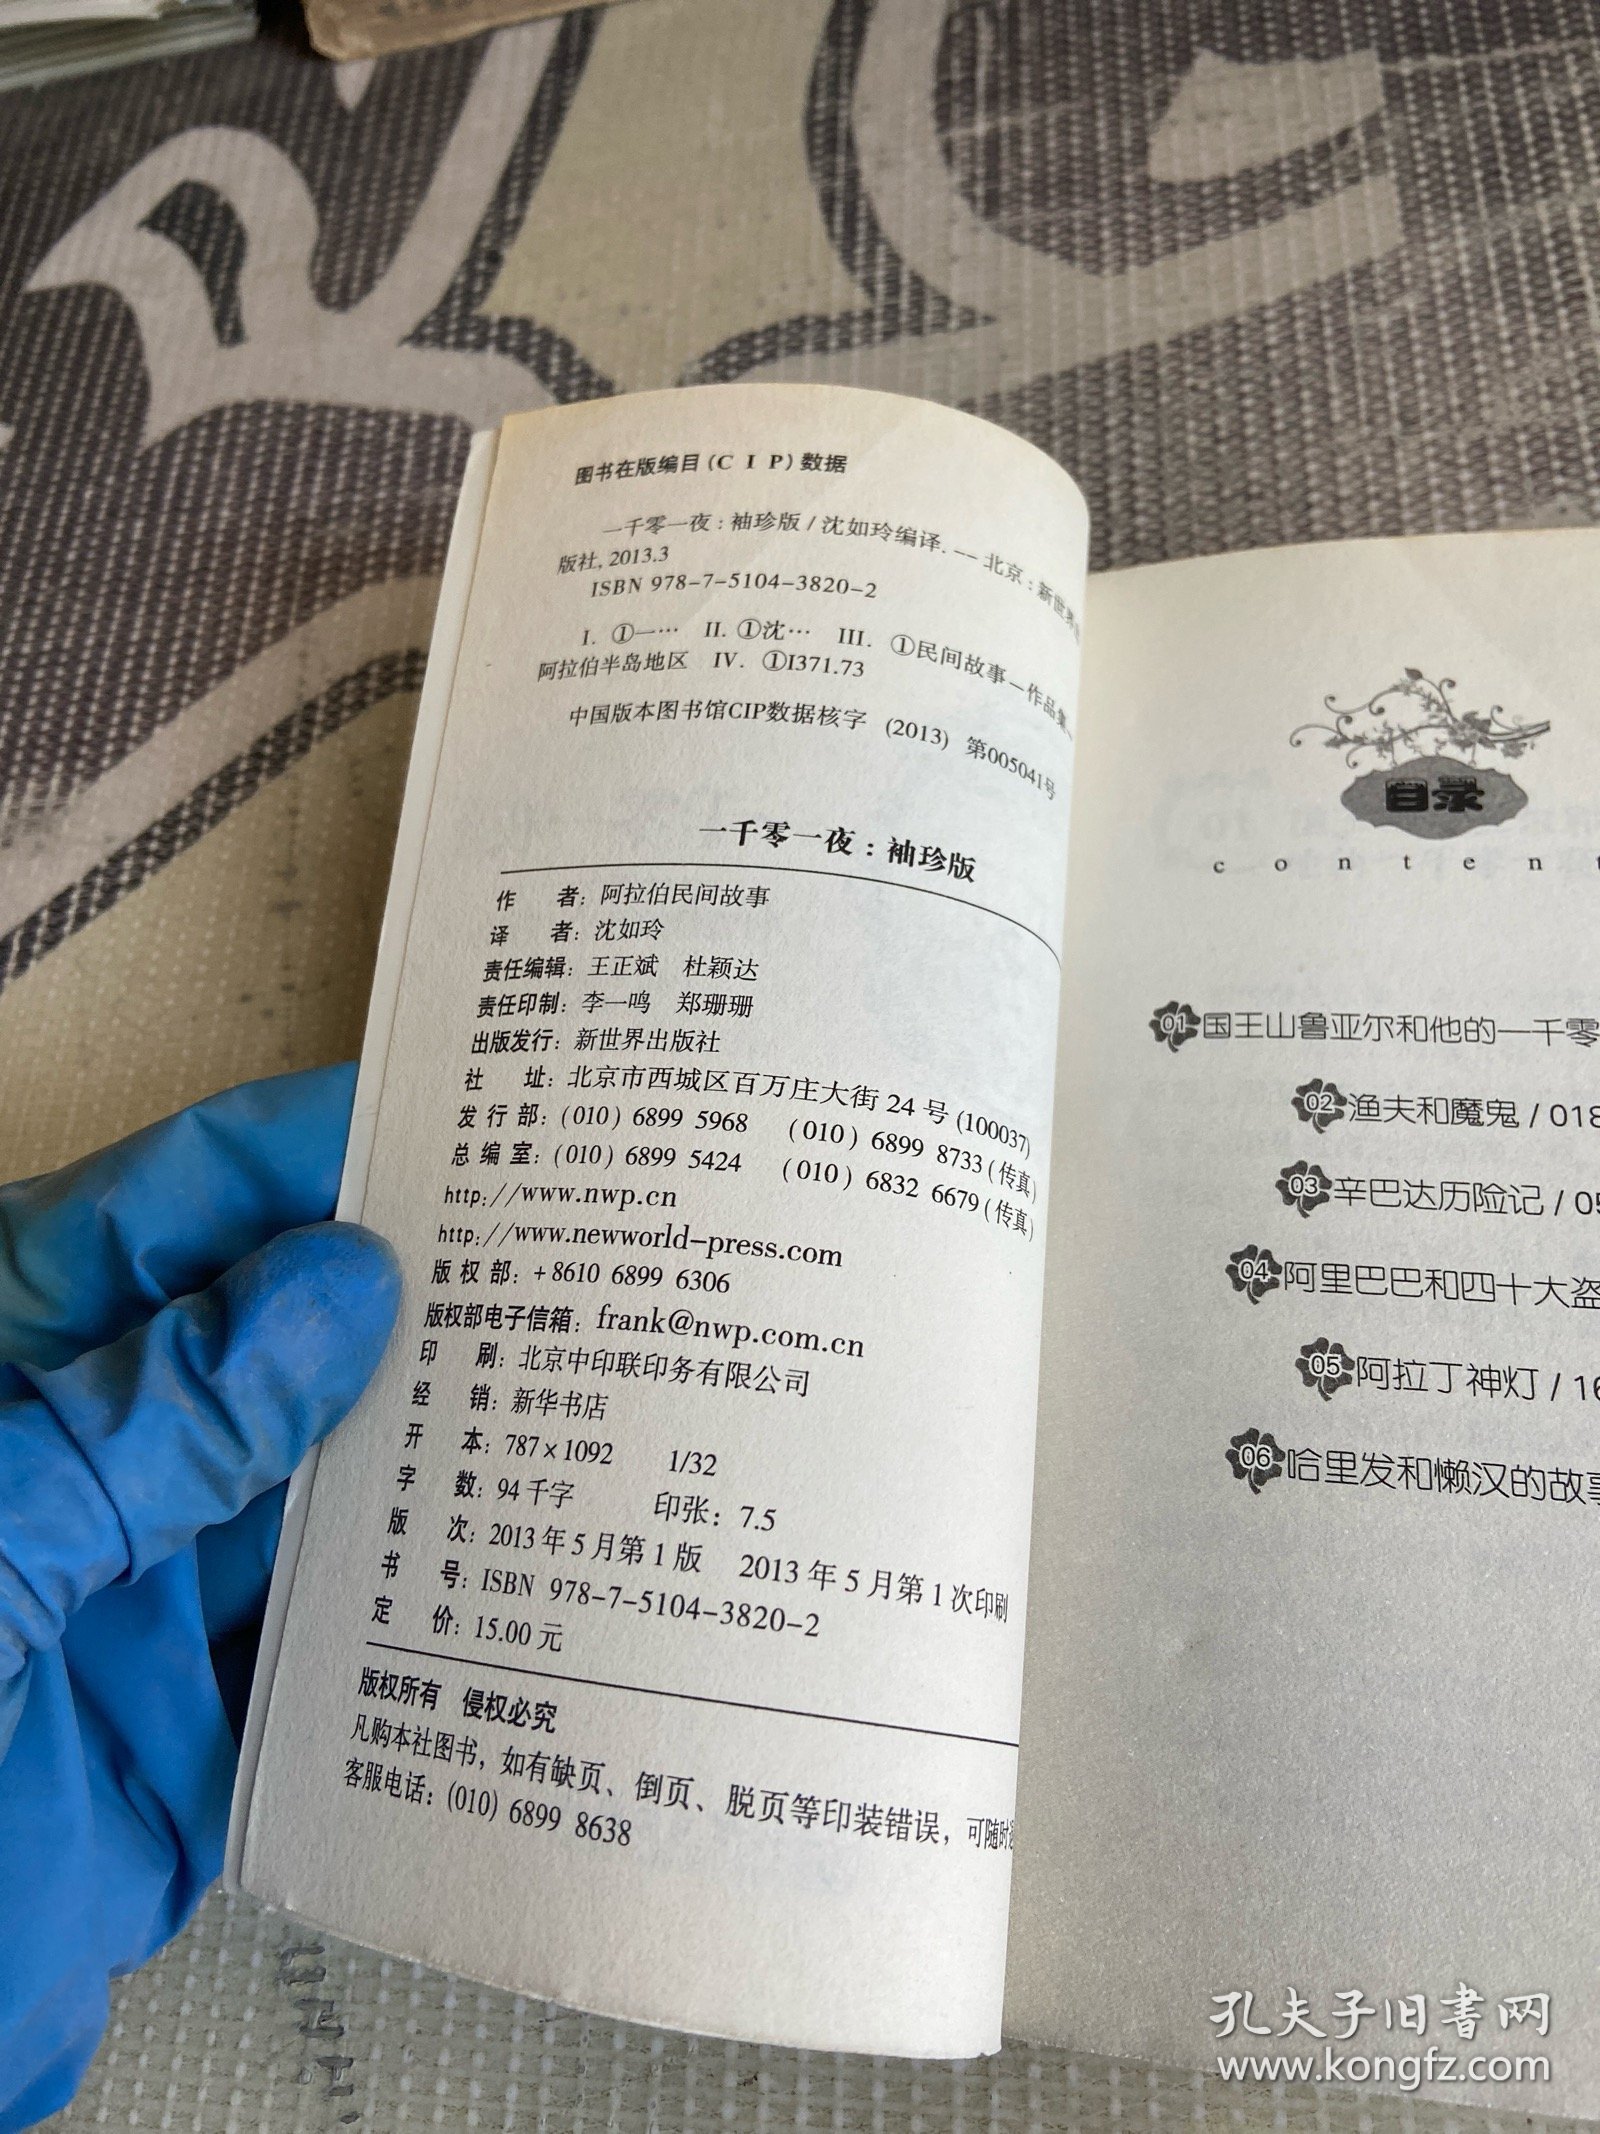 图书在版编目（C I P）数据
一千零一夜：袖珍版 / 沈如玲编译. -- 北京：新世界
版社, 2013.3
ISBN 978-7-5104-3820-2
I. ①一… II. ①沈… III. ①民间故事－作品集－
阿拉伯半岛地区 IV. ①I371.73
中国版本图书馆CIP数据核字 (2013) 第005041号
一千零一夜：袖珍版
作 者：阿拉伯民间故事
译 者：沈如玲
责任编辑：王正斌 杜颖达
责任印制：李一鸣 郑珊珊
出版发行：新世界出版社
社 址：北京市西城区百万庄大街 24 号 (100037)
发 行 部：(010) 6899 5968 (010) 6899 8733 (传真)
总 编 室：(010) 6899 5424 (010) 6832 6679 (传真)
http://www.nwp.cn
http://www.newworld-press.com
版 权 部：+8610 6899 6306
版权部电子信箱：frank@nwp.com.cn
印 刷：北京中印联印务有限公司
经 销：新华书店
开 本：787×1092 1/32
字 数：94 千字 印张：7.5
版 次：2013 年 5 月第 1 版 2013 年 5 月第 1 次印刷
书 号：ISBN 978-7-5104-3820-2
定 价：15.00 元
版权所有 侵权必究
凡购本社图书，如有缺页、倒页、脱页等印装错误，可随时
客服电话：(010) 6899 8638
目录
conten
01 国王山鲁亚尔和他的一千零
02 渔夫和魔鬼 / 018
03 辛巴达历险记 / 05
04 阿里巴巴和四十大盗
05 阿拉丁神灯 / 16
06 哈里发和懒汉的故事
孔夫子旧书网
www.kongfz.com